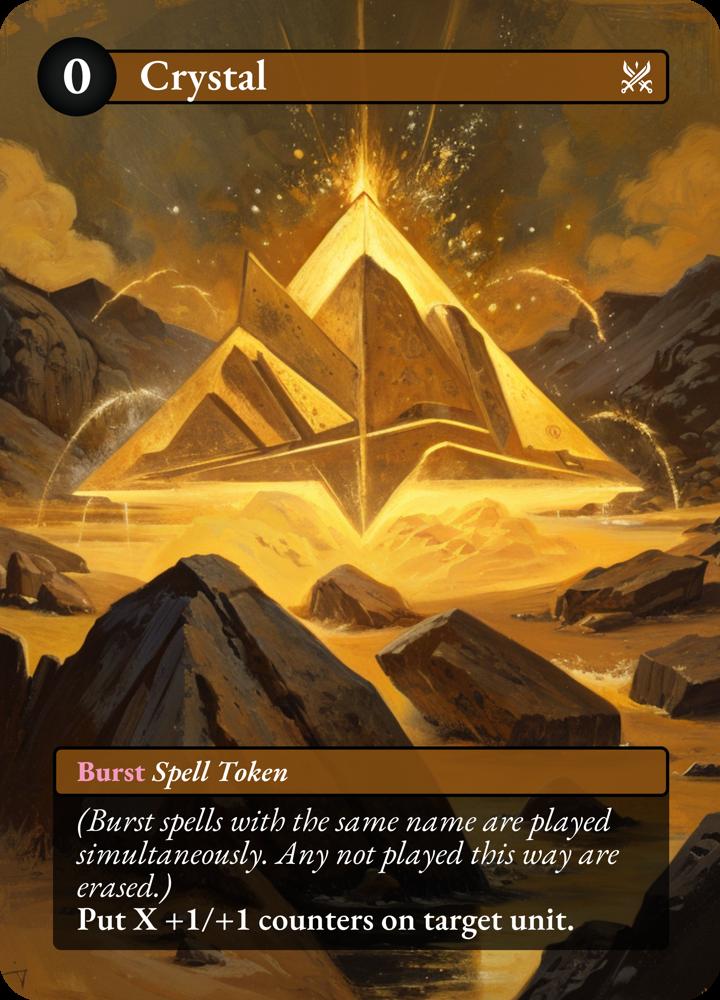 0 Crystal
Burst Spell Token
(Burst spells with the same name are played
simultaneously. Any not played this way are
erased.)
Put X +1/+1 counters on target unit.